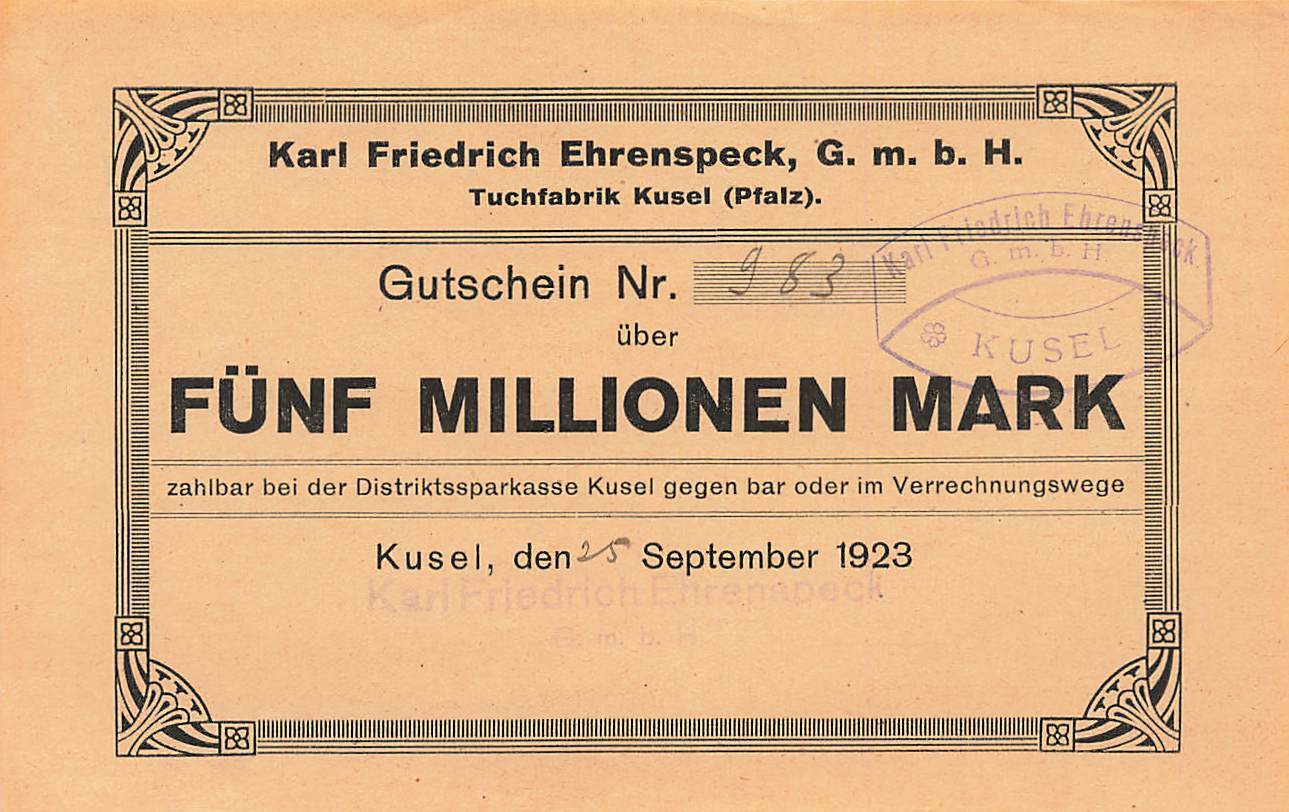 Karl Friedrich Ehrenspeck, G. m. b. H.
Tuchfabrik Kusel (Pfalz).
Gutschein Nr. 983
Karl Friedrich Ehrenspeck
G. m. b. H.
KUSEL
über
FÜNF MILLIONEN MARK
zahlbar bei der Distriktssparkasse Kusel gegen bar oder im Verrechnungswege
Kusel, den 25 September 1923
Karl Friedrich Ehrenspeck
G. m. b. H